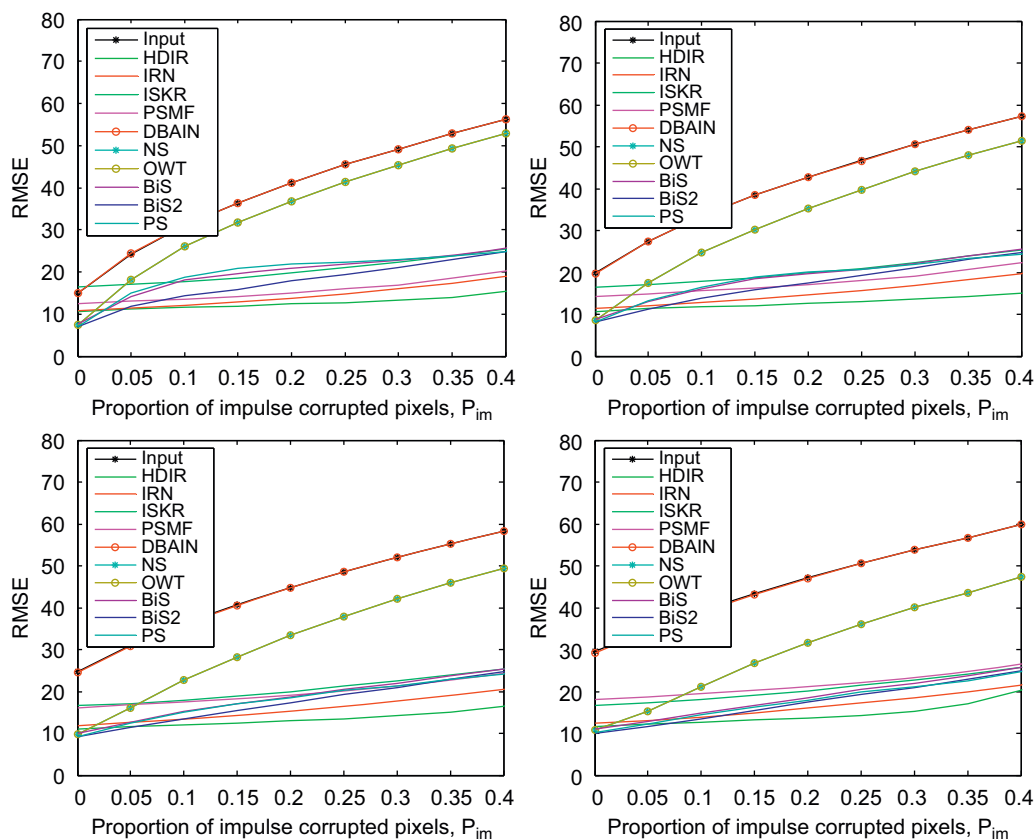 80
70
60
50
40
30
20
10
0
RMSE
Input
HDIR
IRN
ISKR
PSMF
DBAIN
NS
OWT
BiS
BiS2
PS
0 0.05 0.1 0.15 0.2 0.25 0.3 0.35 0.4
Proportion of impulse corrupted pixels, P_im
80
70
60
50
40
30
20
10
0
RMSE
Input
HDIR
IRN
ISKR
PSMF
DBAIN
NS
OWT
BiS
BiS2
PS
0 0.05 0.1 0.15 0.2 0.25 0.3 0.35 0.4
Proportion of impulse corrupted pixels, P_im
80
70
60
50
40
30
20
10
0
RMSE
Input
HDIR
IRN
ISKR
PSMF
DBAIN
NS
OWT
BiS
BiS2
PS
0 0.05 0.1 0.15 0.2 0.25 0.3 0.35 0.4
Proportion of impulse corrupted pixels, P_im
80
70
60
50
40
30
20
10
0
RMSE
Input
HDIR
IRN
ISKR
PSMF
DBAIN
NS
OWT
BiS
BiS2
PS
0 0.05 0.1 0.15 0.2 0.25 0.3 0.35 0.4
Proportion of impulse corrupted pixels, P_im